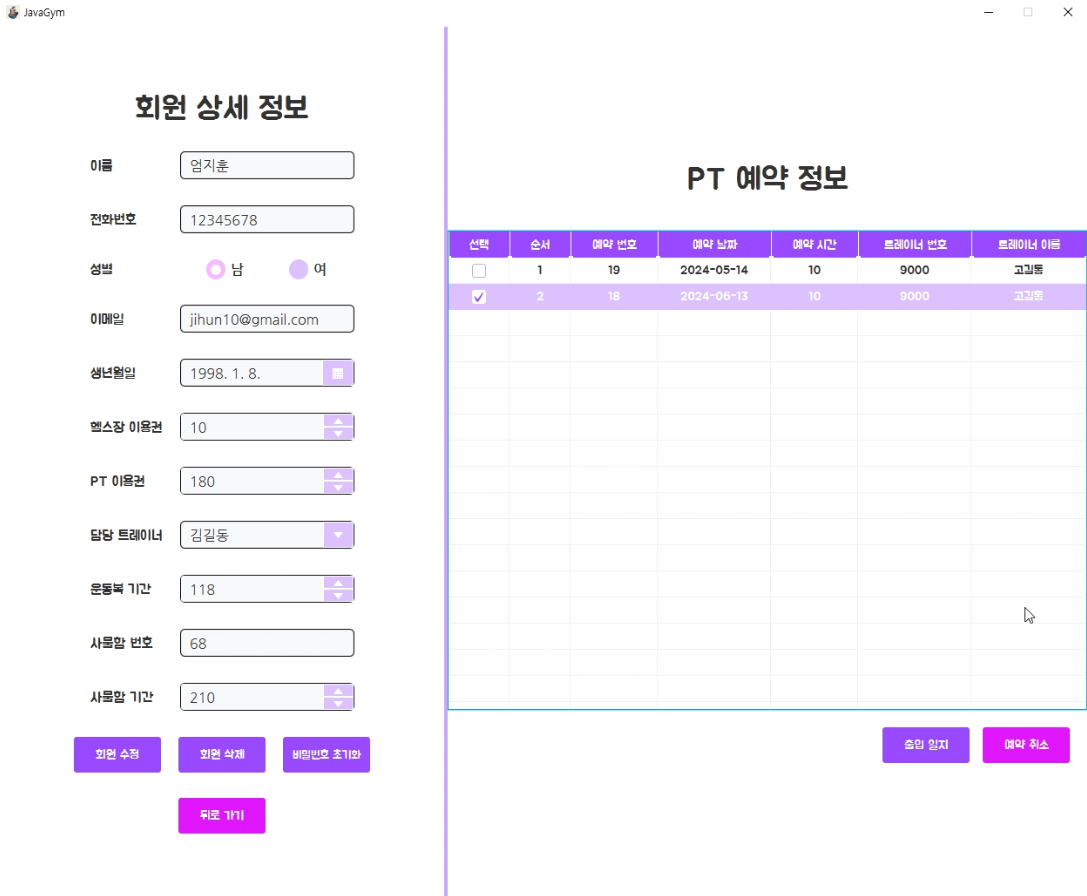 JavaGym
회원 상세 정보
이름 엄지훈
전화번호 12345678
성별 남 여
이메일 jihun10@gmail.com
생년월일 1998. 1. 8.
헬스장 이용권 10
PT 이용권 180
담당 트레이너 김길동
운동복 기간 118
사물함 번호 68
사물함 기간 210
회원 수정 회원 삭제 비밀번호 초기화
뒤로 가기
PT 예약 정보
선택 순서 예약 번호 예약 날짜 예약 시간 트레이너 번호 트레이너 이름
1 19 2024-05-14 10 9000 고길동
2 18 2024-06-13 10 9000 고길동
출입 일지 예약 취소